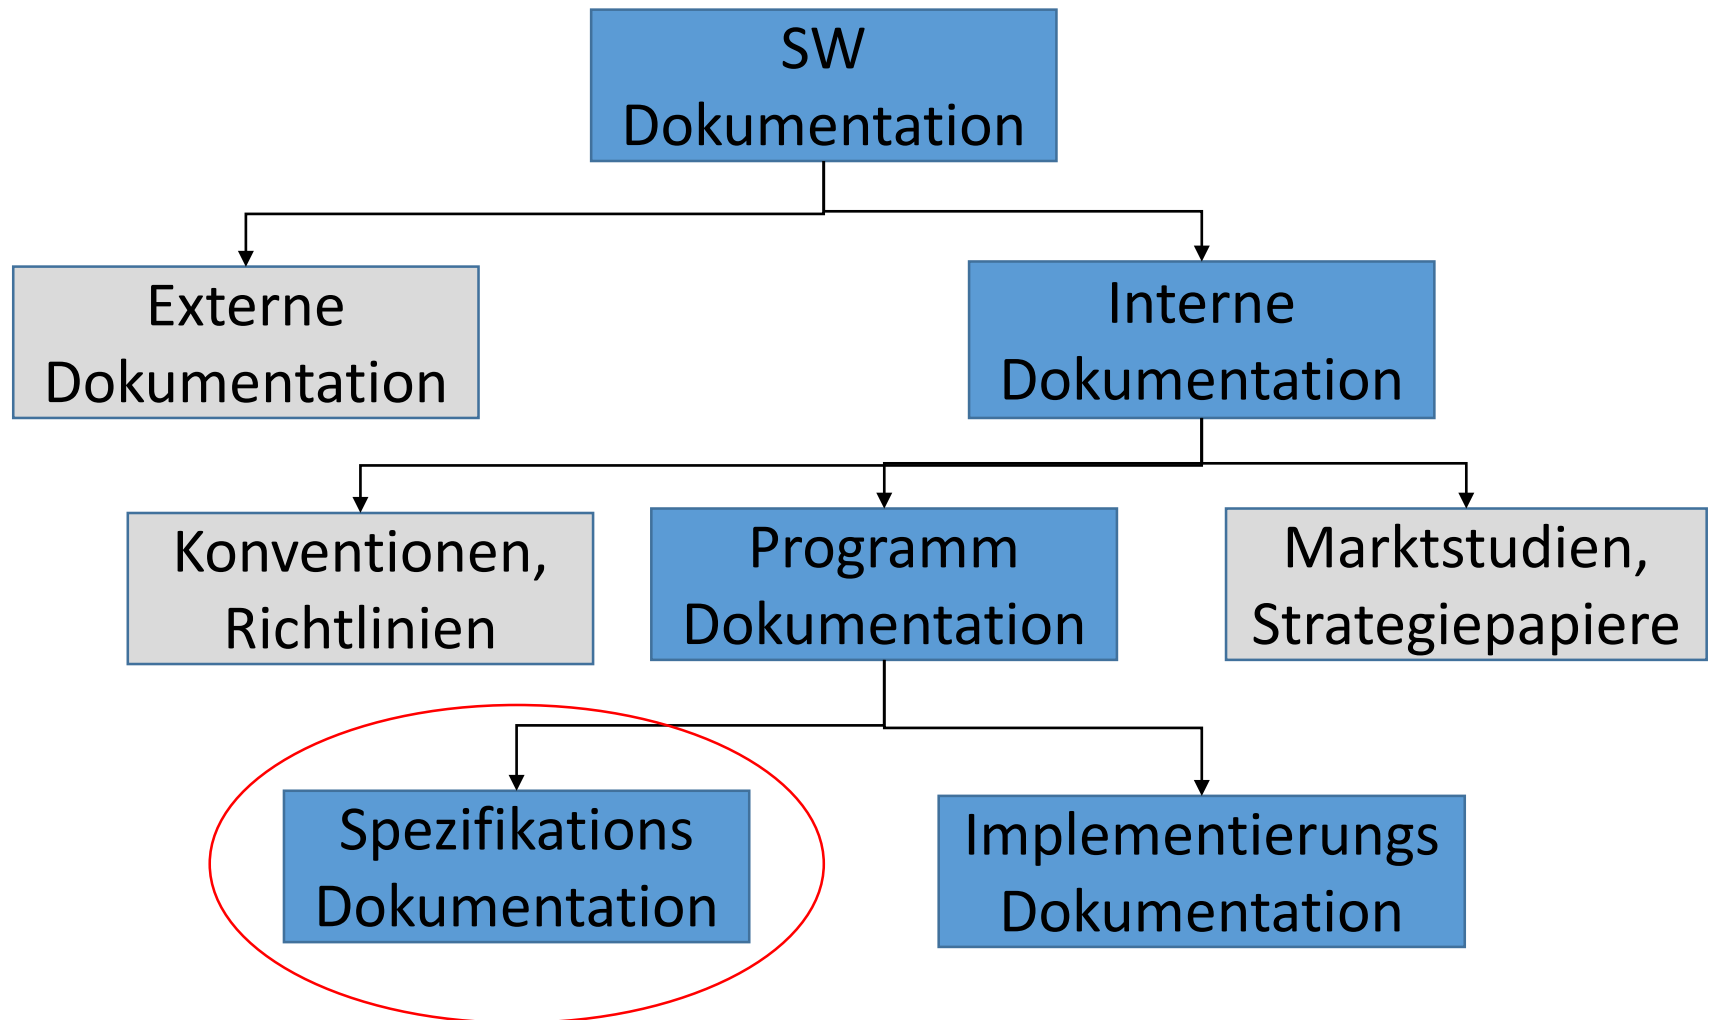 SW
Dokumentation
Externe
Dokumentation
Interne
Dokumentation
Konventionen,
Richtlinien
Programm
Dokumentation
Marktstudien,
Strategiepapiere
Spezifikations
Dokumentation
Implementierungs
Dokumentation